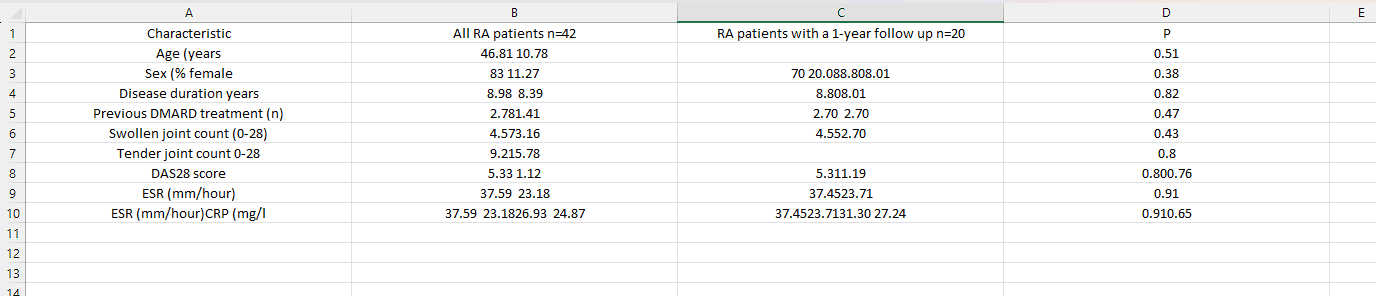 A B C D E
1 Characteristic All RA patients n=42 RA patients with a 1-year follow up n=20 P
2 Age (years 46.81 10.78 0.51
3 Sex (% female 83 11.27 70 20.088.808.01 0.38
4 Disease duration years 8.98 8.39 8.808.01 0.82
5 Previous DMARD treatment (n) 2.781.41 2.70 2.70 0.47
6 Swollen joint count (0-28) 4.573.16 4.552.70 0.43
7 Tender joint count 0-28 9.215.78 0.8
8 DAS28 score 5.33 1.12 5.311.19 0.800.76
9 ESR (mm/hour) 37.59 23.18 37.4523.71 0.91
10 ESR (mm/hour)CRP (mg/l 37.59 23.1826.93 24.87 37.4523.7131.30 27.24 0.910.65
11
12
13
14